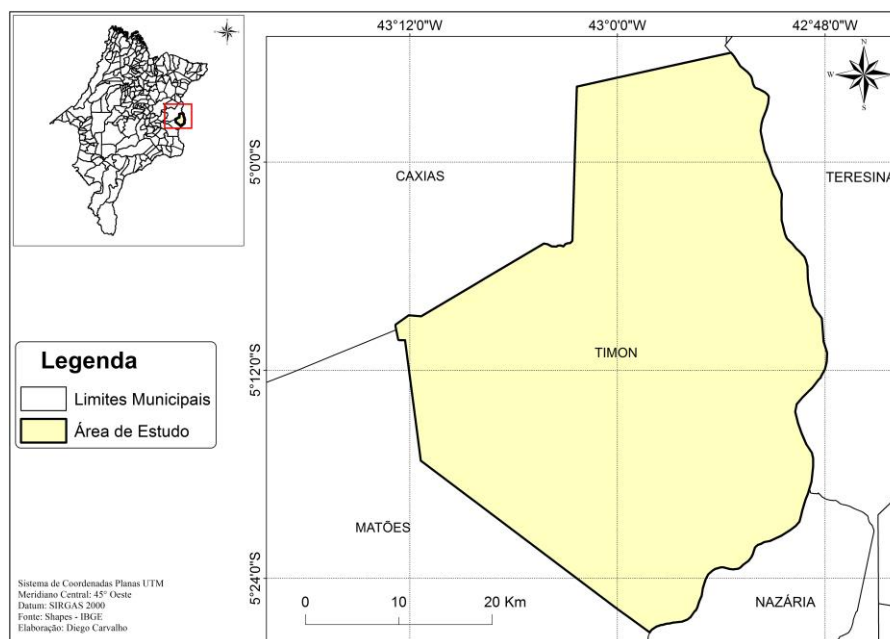 43°12'0"W
43°0'0"W
42°48'0"W
N
W
S
5°0'0"S
CAXIAS
TERESINA
TIMON
5°12'0"S
Legenda
Limites Municipais
Área de Estudo
MATÕES
5°24'0"S
NAZÁRIA
Sistema de Coordenadas Planas UTM
Meridiano Central: 45° Oeste
Datum: SIRGAS 2000
Fonte: Shapes - IBGE
Elaboração: Diego Carvalho
0 10 20 Km